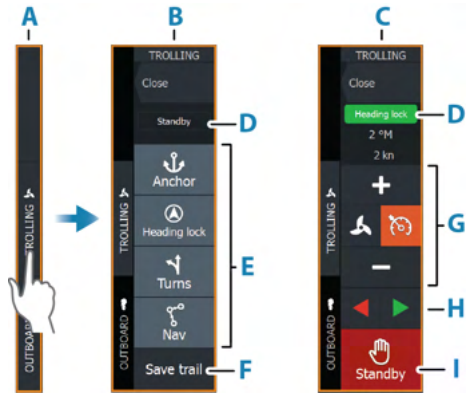 A
B
C
TROLLING
OUTBOARD
TROLLING
Close
Standby
D
Anchor
Heading lock
Turns
Nav
E
Save trail
F
TROLLING
OUTBOARD
TROLLING
Close
Heading lock
D
2 °M
2 kn
+
−
G
H
Standby
I
TROLLING
OUTBOARD